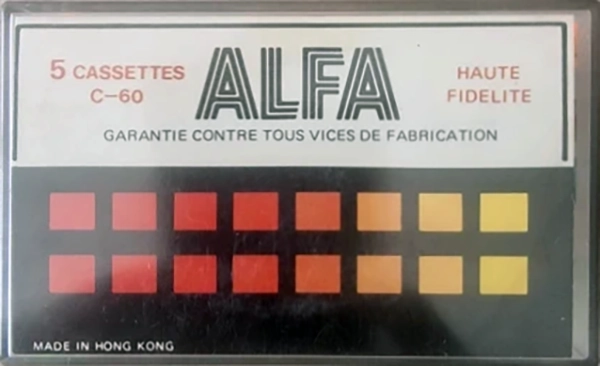 5 CASSETTES
C-60
ALFA
HAUTE
FIDELITE
GARANTIE CONTRE TOUS VICES DE FABRICATION
MADE IN HONG KONG